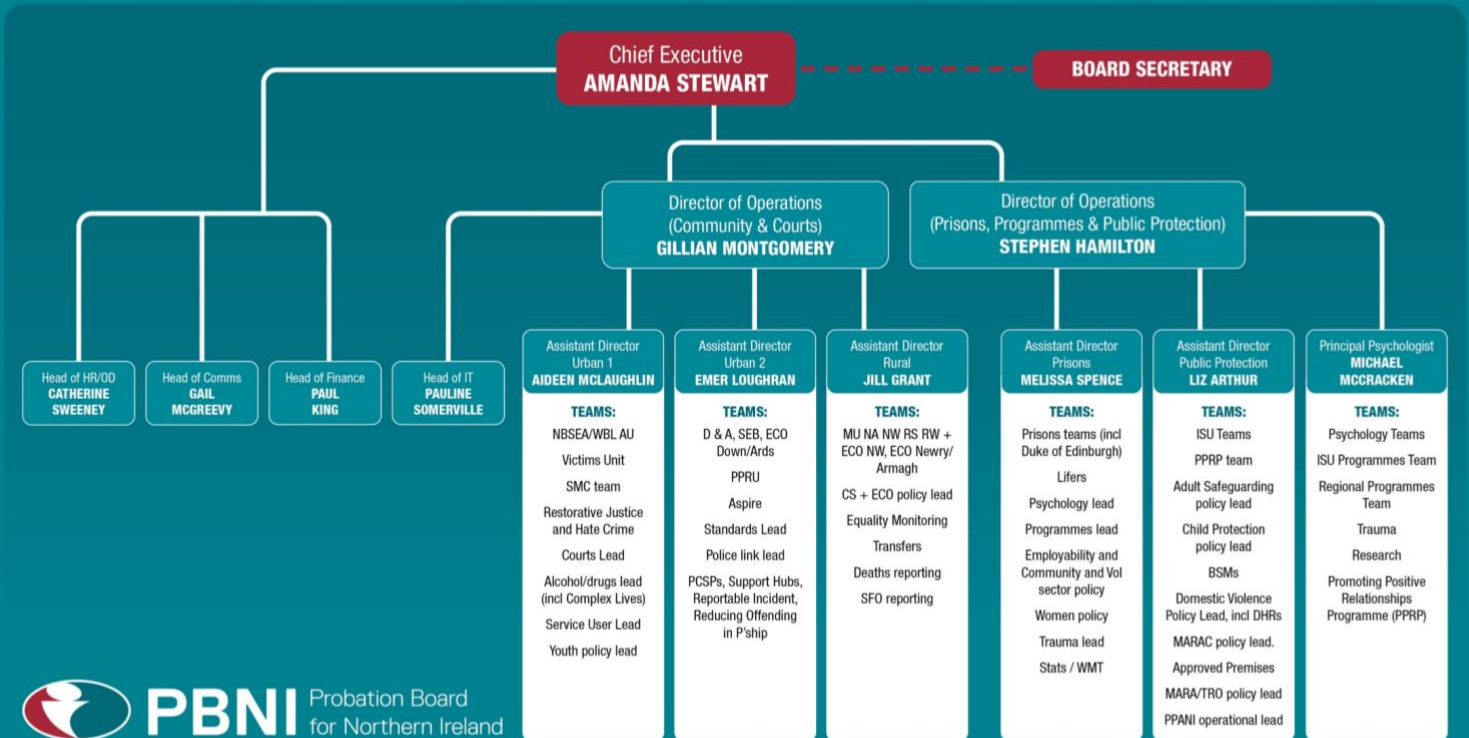 Chief Executive
AMANDA STEWART
BOARD SECRETARY
Director of Operations
(Community & Courts)
GILLIAN MONTGOMERY
Director of Operations
(Prisons, Programmes & Public Protection)
STEPHEN HAMILTON
Head of HR/OD
CATHERINE
SWEENEY
Head of Comms
GAIL
MCGREEVY
Head of Finance
PAUL
KING
Head of IT
PAULINE
SOMERVILLE
Assistant Director
Urban 1
AIDEEN MCLAUGHLIN
TEAMS:
NBSEA/WBL AU
Victims Unit
SMC team
Restorative Justice
and Hate Crime
Courts Lead
Alcohol/drugs lead
(incl Complex Lives)
Service User Lead
Youth policy lead
Assistant Director
Urban 2
EMER LOUGHRAN
TEAMS:
D & A, SEB, ECO
Down/Ards
PPRU
Aspire
Standards Lead
Police link lead
PCSPs, Support Hubs,
Reportable Incident,
Reducing Offending
in P'ship
Assistant Director
Rural
JILL GRANT
TEAMS:
MU NA NW RS RW +
ECO NW, ECO Newry/
Armagh
CS + ECO policy lead
Equality Monitoring
Transfers
Deaths reporting
SFO reporting
Assistant Director
Prisons
MELISSA SPENCE
TEAMS:
Prisons teams (incl
Duke of Edinburgh)
Lifers
Psychology lead
Programmes lead
Employability and
Community and Vol
sector policy
Women policy
Trauma lead
Stats / WMT
Assistant Director
Public Protection
LIZ ARTHUR
TEAMS:
ISU Teams
PPRP team
Adult Safeguarding
policy lead
Child Protection
policy lead
BSMs
Domestic Violence
Policy Lead, incl DHRs
MARAC policy lead.
Approved Premises
MARA/TRO policy lead
PPANI operational lead
Principal Psychologist
MICHAEL
MCCRACKEN
TEAMS:
Psychology Teams
ISU Programmes Team
Regional Programmes
Team
Trauma
Research
Promoting Positive
Relationships
Programme (PPRP)
PBNI
Probation Board
for Northern Ireland